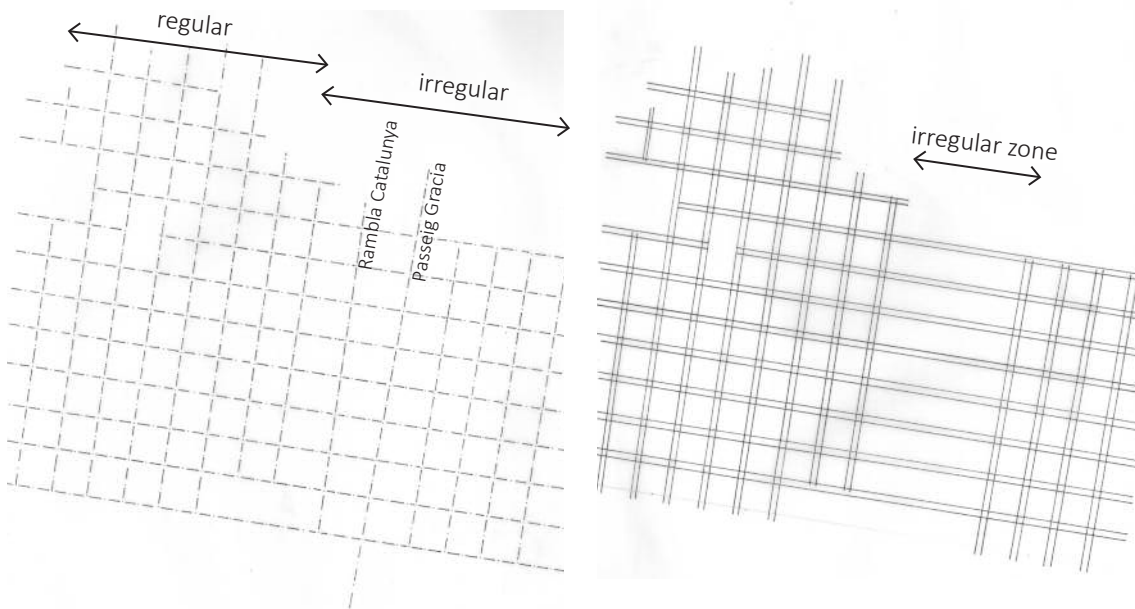 regular
irregular
Rambla Catalunya
Passeig Gracia
irregular zone